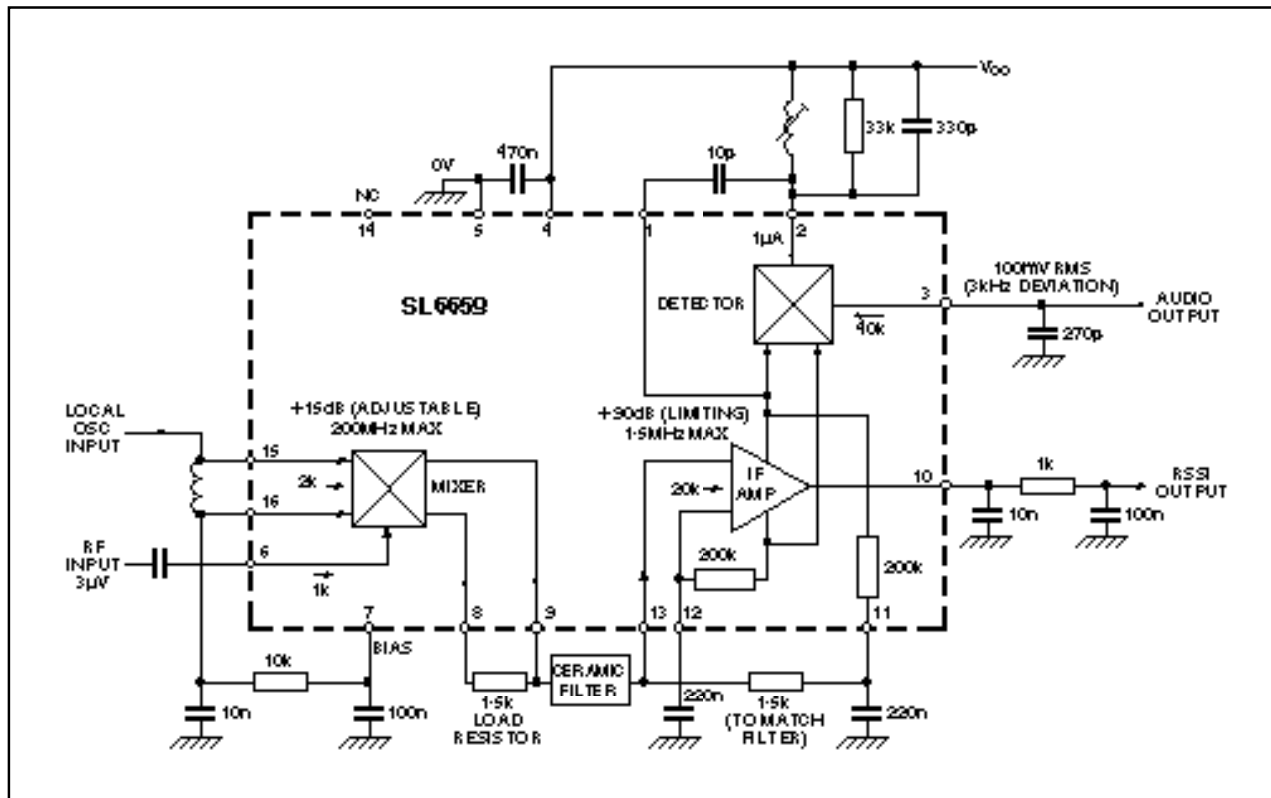 V DD
33k
330p
470n
10p
0V
NC
14
5
4
1
2
1µA
SL6659
DETECTOR
100mV RMS
(3kHz DEVIATION)
3
AUDIO
OUTPUT
40k
270p
LOCAL
OSC
INPUT
+15dB (ADJUSTABLE)
200MHz MAX
+90dB (LIMITING)
1·5MHz MAX
15
2k
MIXER
16
20k
IF
AMP
10
1k
RSSI
OUTPUT
10n
100n
RF
INPUT
3µV
6
1k
200k
200k
7
8
9
13
12
11
BIAS
10k
CERAMIC
FILTER
10n
100n
1·5k
LOAD
RESISTOR
220n
1·5k
(TO MATCH
FILTER)
220n